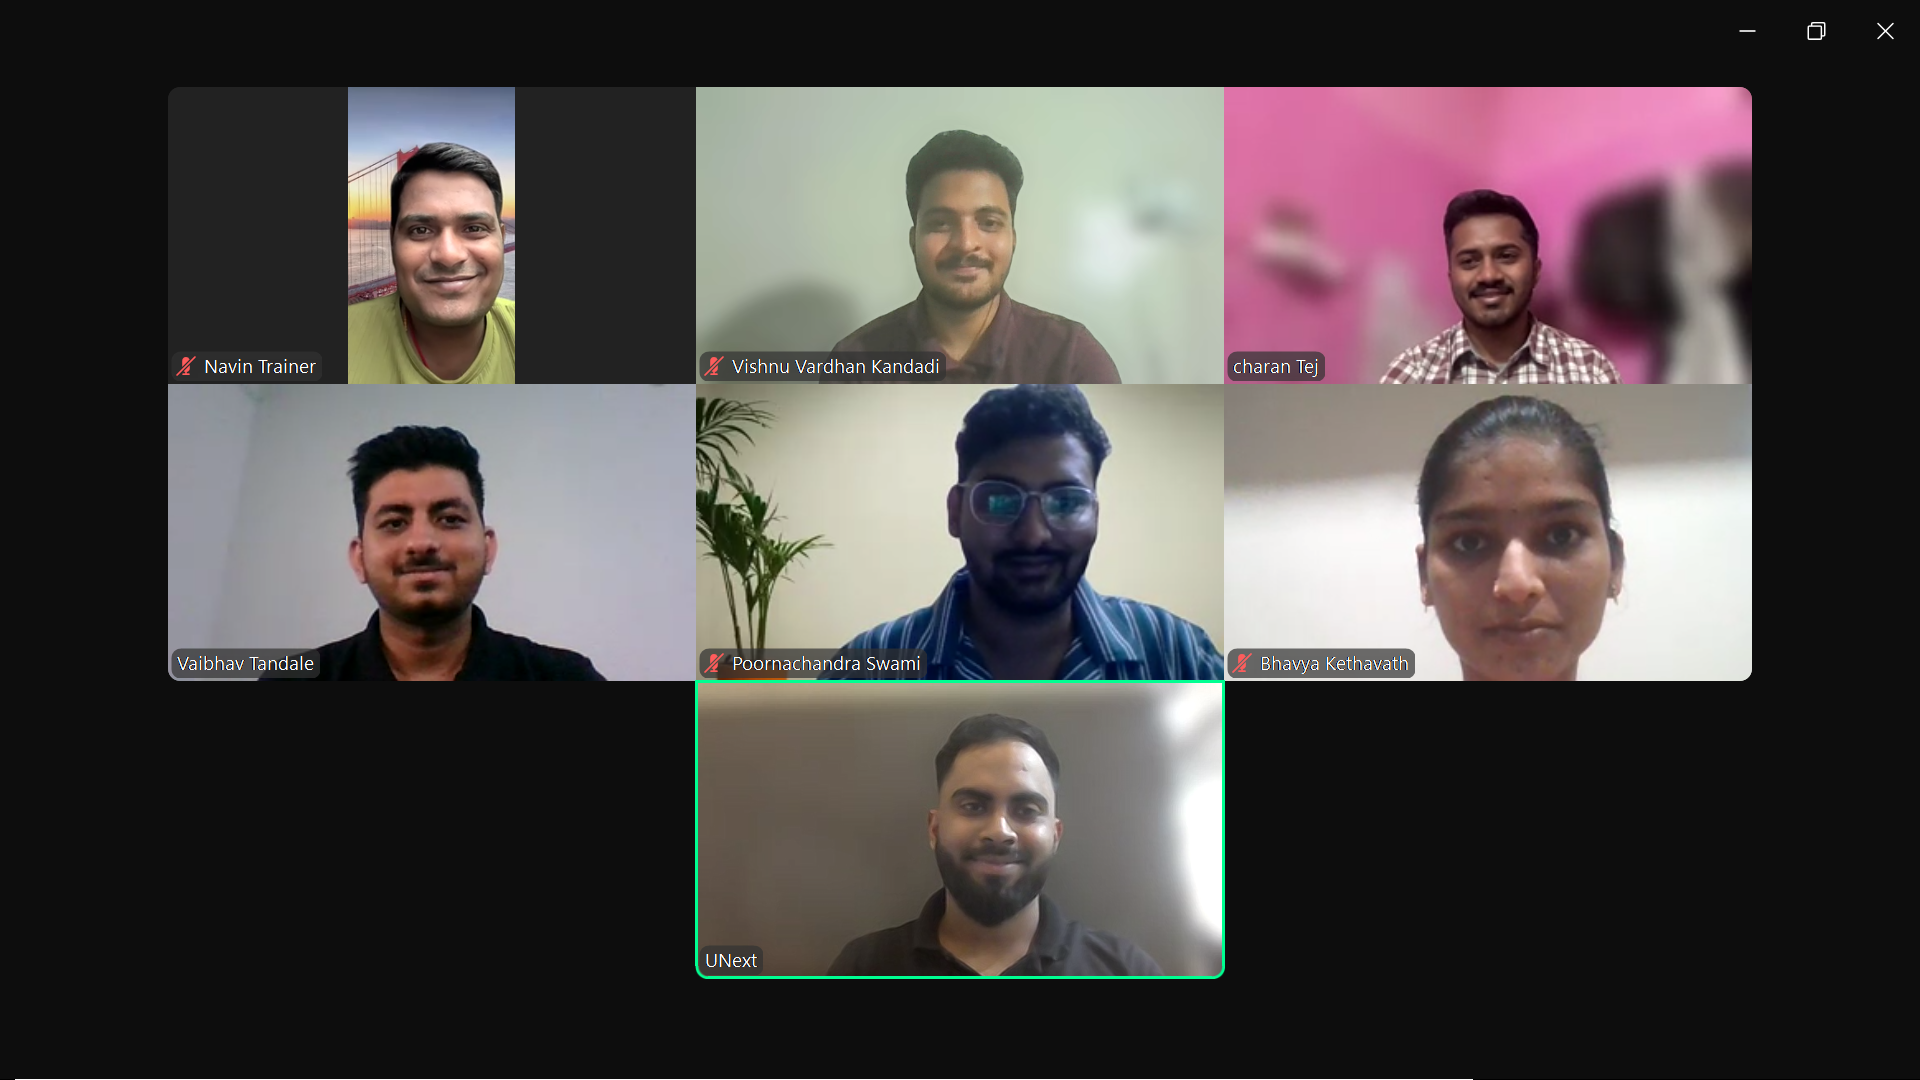 Navin Trainer
Vishnu Vardhan Kandadi
charan Tej
Vaibhav Tandale
Poornachandra Swami
Bhavya Kethavath
UNext